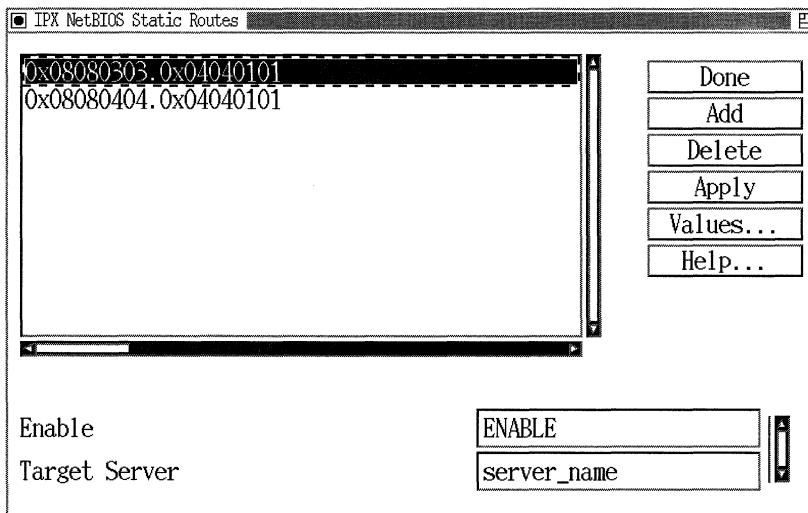 IPX NetBIOS Static Routes
0x08080303.0x04040101
0x08080404.0x04040101
Done
Add
Delete
Apply
Values...
Help...
Enable
ENABLE
Target Server
server_name